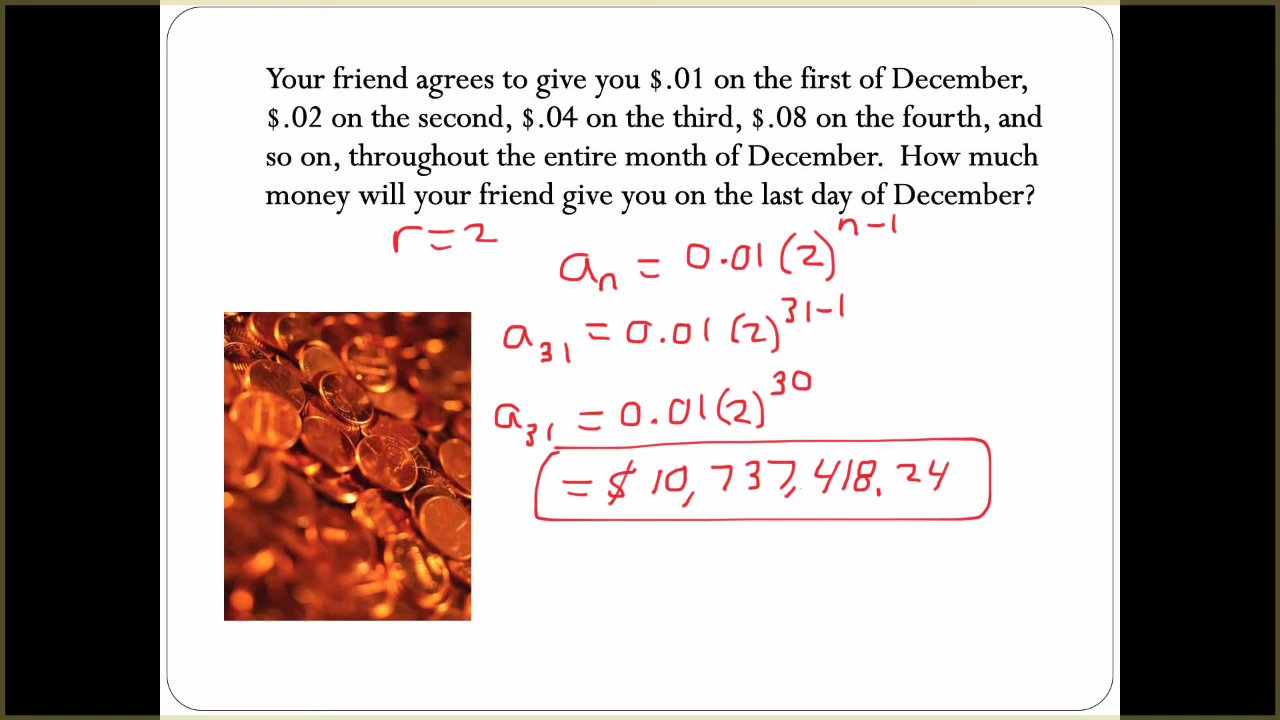 Your friend agrees to give you $.01 on the first of December,
$.02 on the second, $.04 on the third, $.08 on the fourth, and
so on, throughout the entire month of December.  How much
money will your friend give you on the last day of December?
r=2
aₙ = 0.01(2)ⁿ⁻¹
a₃₁ = 0.01(2)³¹⁻¹
a₃₁ = 0.01(2)³⁰
= $10,737,418.24